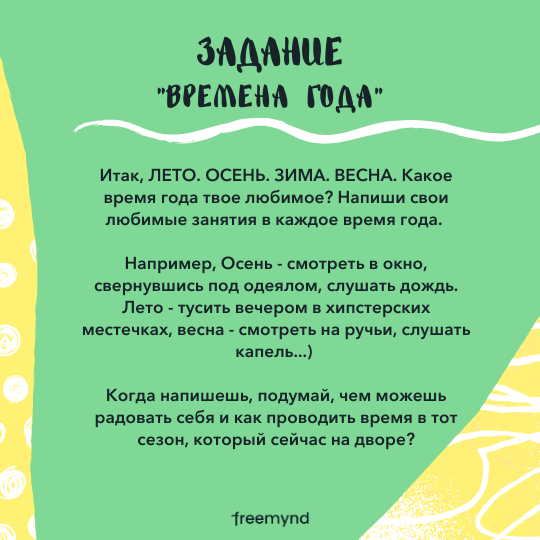 ЗАДАНИЕ
"ВРЕМЕНА ГОДА"
Итак, ЛЕТО. ОСЕНЬ. ЗИМА. ВЕСНА. Какое
время года твое любимое? Напиши свои
любимые занятия в каждое время года.
Например, Осень - смотреть в окно,
свернувшись под одеялом, слушать дождь.
Лето - тусить вечером в хипстерских
местечках, весна - смотреть на ручьи, слушать
капель...)
Когда напишешь, подумай, чем можешь
радовать себя и как проводить время в тот
сезон, который сейчас на дворе?
freemynd